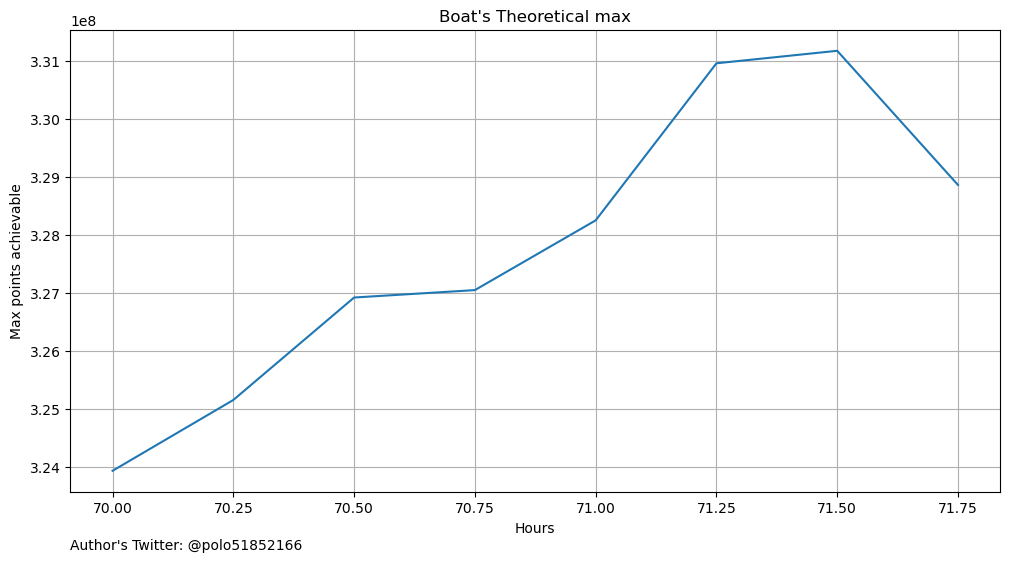 Boat's Theoretical max
1e8
3.31
3.30
3.29
3.28
3.27
3.26
3.25
3.24
Max points achievable
70.00 70.25 70.50 70.75 71.00 71.25 71.50 71.75
Hours
Author's Twitter: @polo51852166